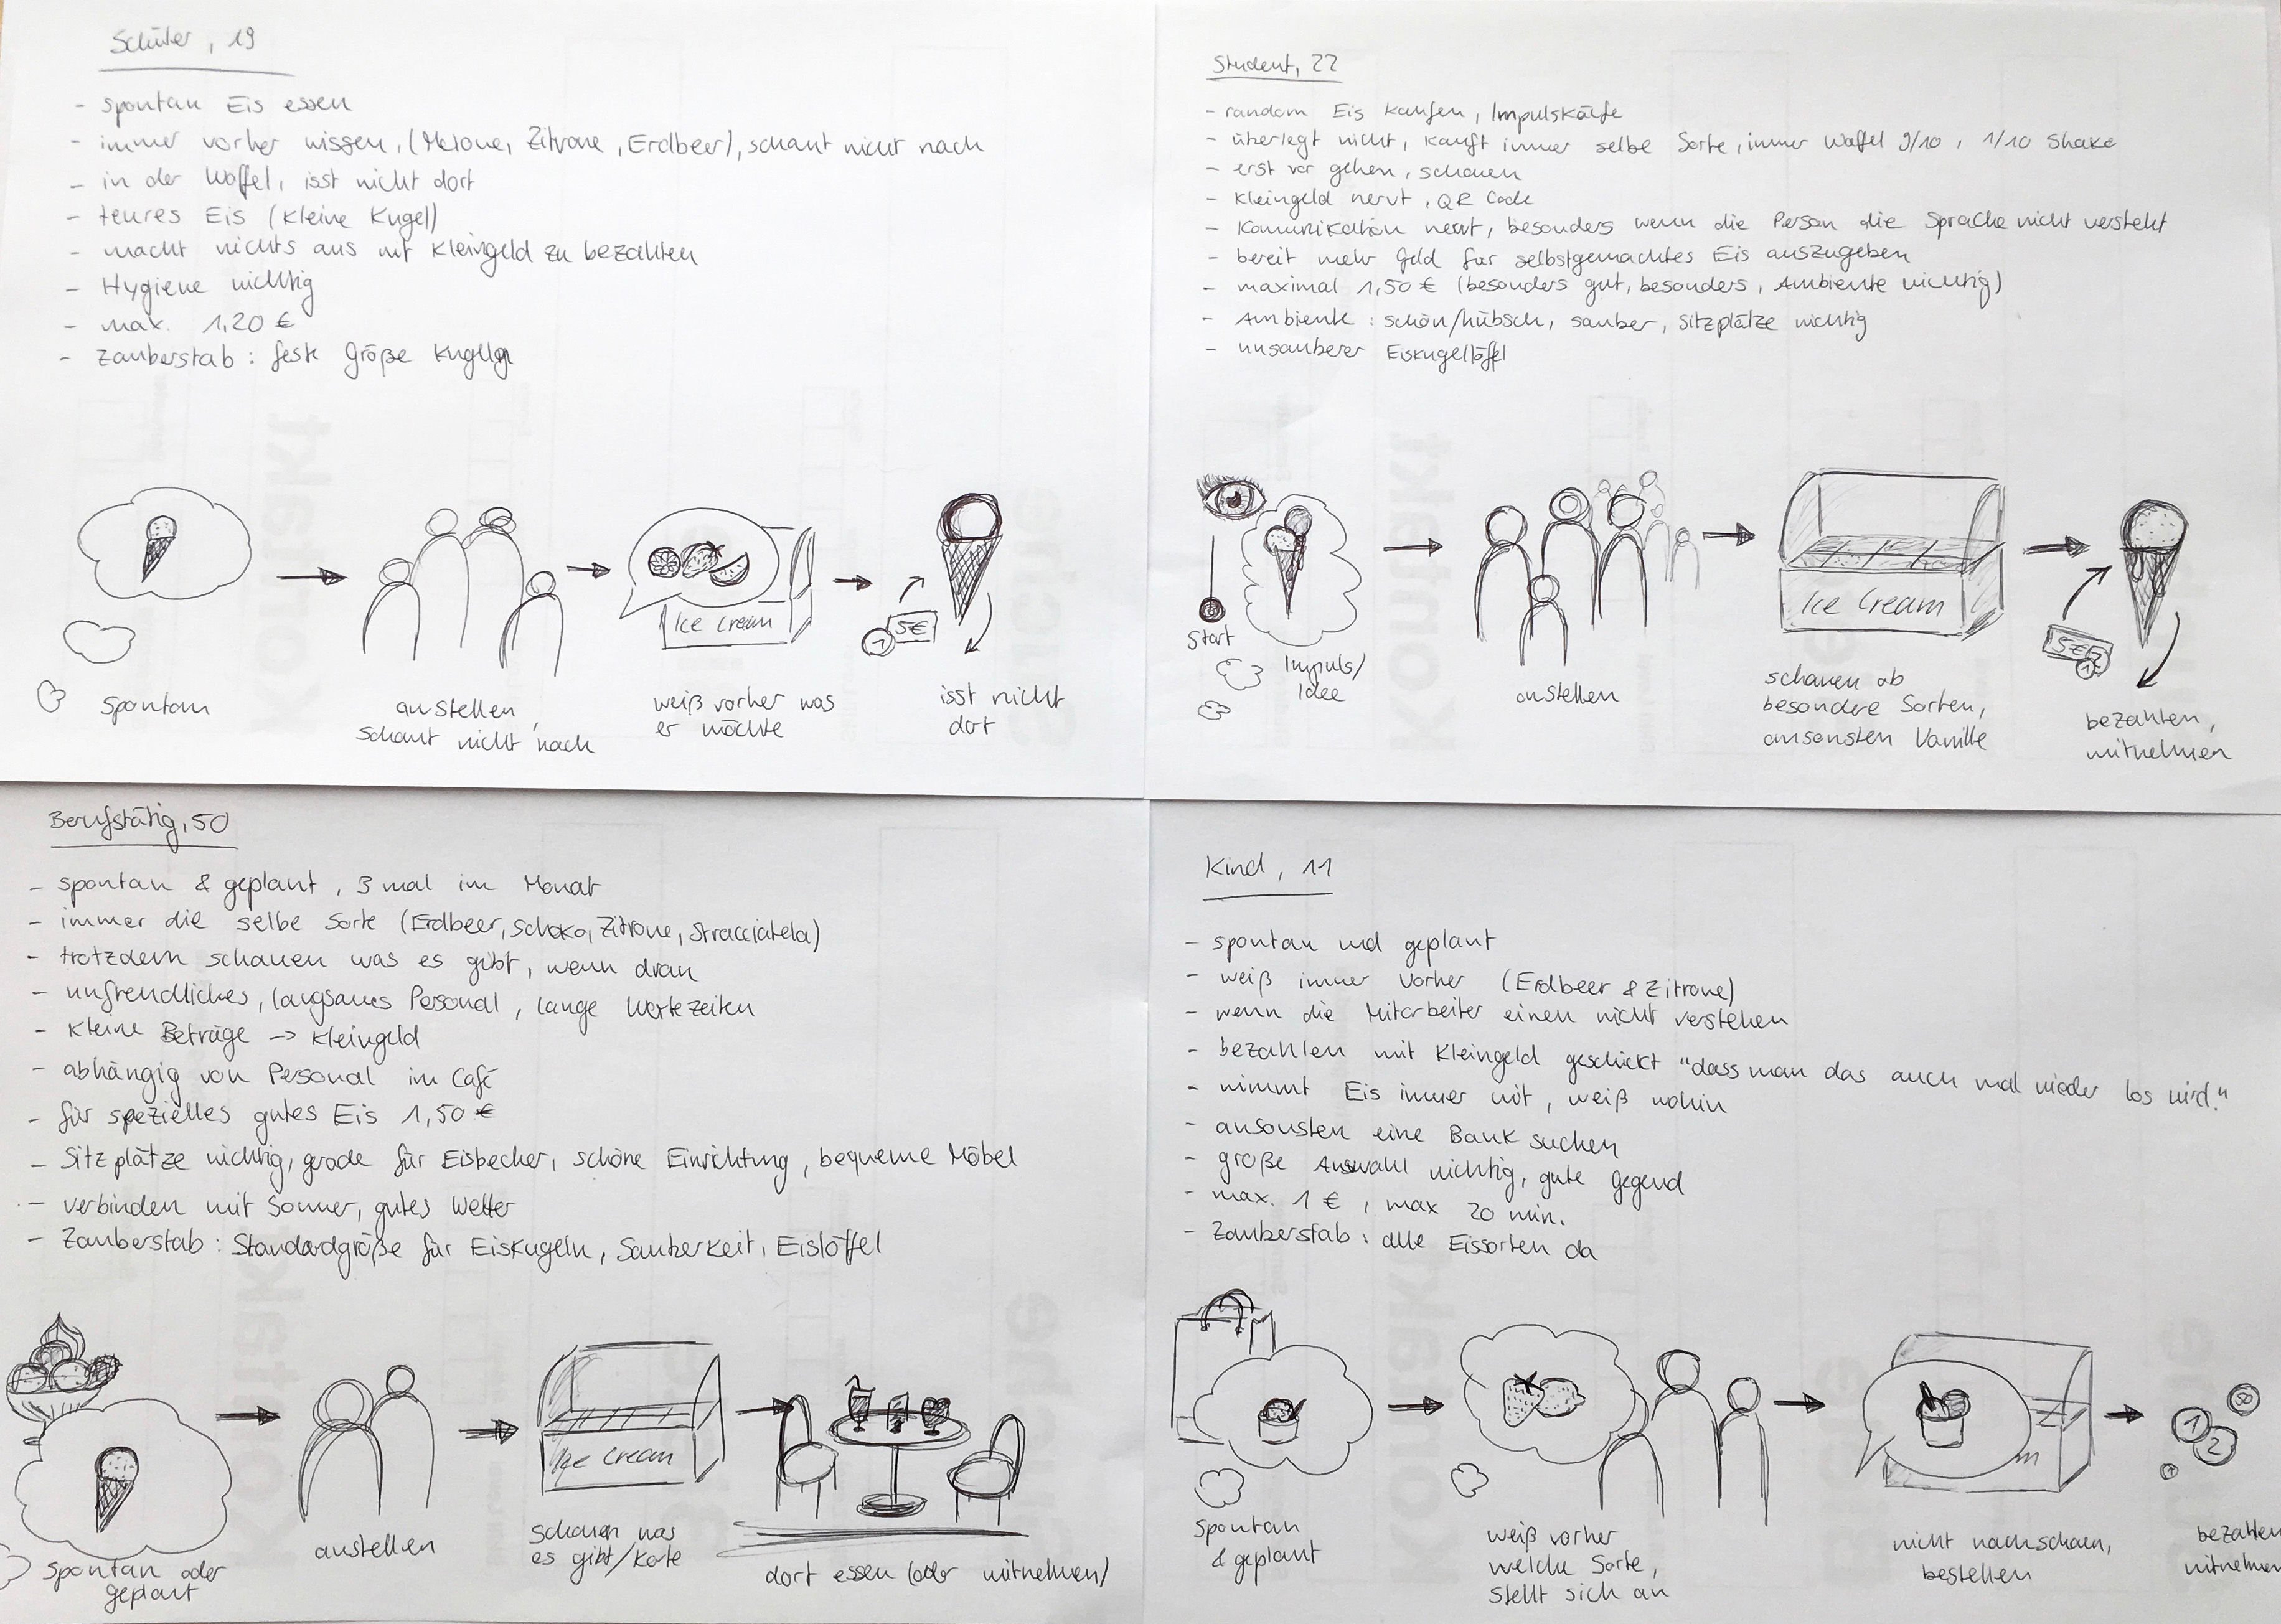 Schüler, 19
- spontan Eis essen
- immer vorher wissen, (Melone, Zitrone, Erdbeer), schaut nicht nach
- in der Waffel, isst nicht dort
- teures Eis (kleine Kugel)
- macht nichts aus mit Kleingeld zu bezahlen
- Hygiene wichtig
- max. 1,20 €
- Zauberstab: feste Größe Kugeln
5€
1
Ice Cream
spontan
anstellen,
schaut nicht nach
weiß vorher was
er möchte
isst nicht
dort
Student, 22
- random Eis kaufen, Impulskäufe
- überlegt nicht, kauft immer selbe Sorte, immer Waffel 9/10, 1/10 Shake
- erst vor gehen, schauen
- Kleingeld nervt, QR Code
- Komunikation nervt, besonders wenn die Person die Sprache nicht versteht
- bereit mehr Geld für selbstgemachtes Eis auszugeben
- maximal 1,50 € (besonders gut, besonders, Ambiente wichtig)
- Ambiente: schön/hübsch, sauber, Sitzplätze wichtig
- unsauberer Eiskugellöffel
Start
Impuls/
Idee
anstellen
Ice Cream
schauen ob
besondere Sorten,
ansonsten Vanille
5€
1
bezahlen,
mitnehmen
Berufstätig, 50
- spontan & geplant, 3 mal im Monat
- immer die selbe Sorte (Erdbeer, Schoko, Zitrone, Stracciatela)
- trotzdem schauen was es gibt, wenn dran
- unfreundliches, langsames Personal, lange Wartezeiten
- kleine Beträge -> Kleingeld
- abhängig von Personal im Café
- für spezielles gutes Eis 1,50 €
- Sitzplätze wichtig, grade für Eisbecher, schöne Einrichtung, bequeme Möbel
- verbinden mit Sommer, gutes Wetter
- Zauberstab: Standardgröße für Eiskugeln, Sauberkeit, Eislöffel
Ice Cream
spontan oder
geplant
anstellen
schauen was
es gibt/Karte
dort essen (oder mitnehmen)
Kind, 11
- spontan und geplant
- weiß immer vorher (Erdbeer & Zitrone)
- wenn die Mitarbeiter einen nicht verstehen
- bezahlen mit Kleingeld geschickt "dass man das auch mal wieder los wird."
- nimmt Eis immer mit, weiß wohin
- ansonsten eine Bank suchen
- große Auswahl wichtig, gute Gegend
- max. 1 €, max 20 min.
- Zauberstab: alle Eissorten da
m
50
1
2
spontan
& geplant
weiß vorher
welche Sorte,
stellt sich an
nicht nachschauen,
bestellen
bezahlen
mitnehmen